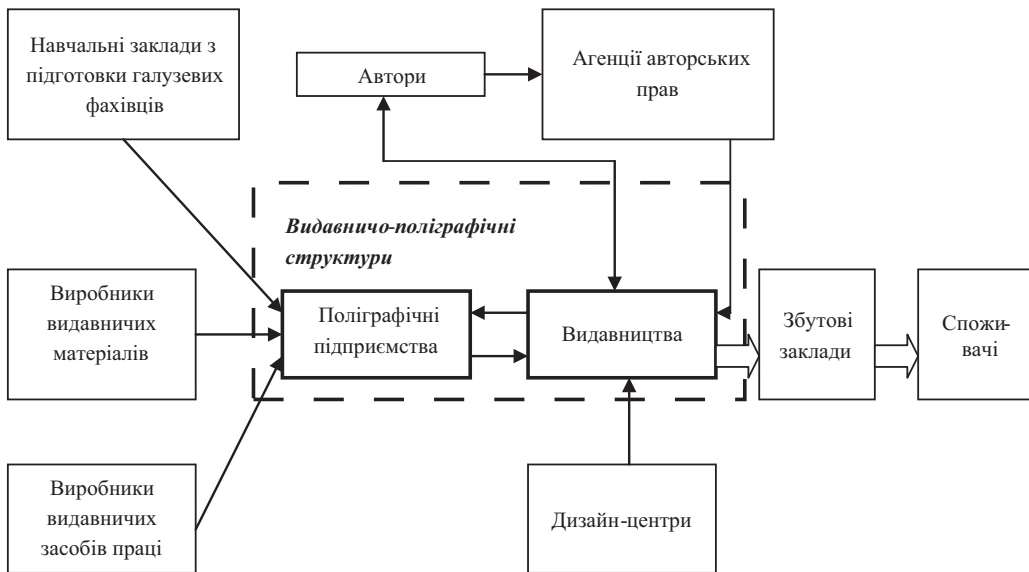 Навчальні заклади з
підготовки галузевих
фахівців
Автори
Агенції авторських
прав
Видавничо-поліграфічні
структури
Виробники
видавничих
матеріалів
Поліграфічні
підприємства
Видавництва
Збутові
заклади
Спожи-
вачі
Виробники
видавничих
засобів праці
Дизайн-центри